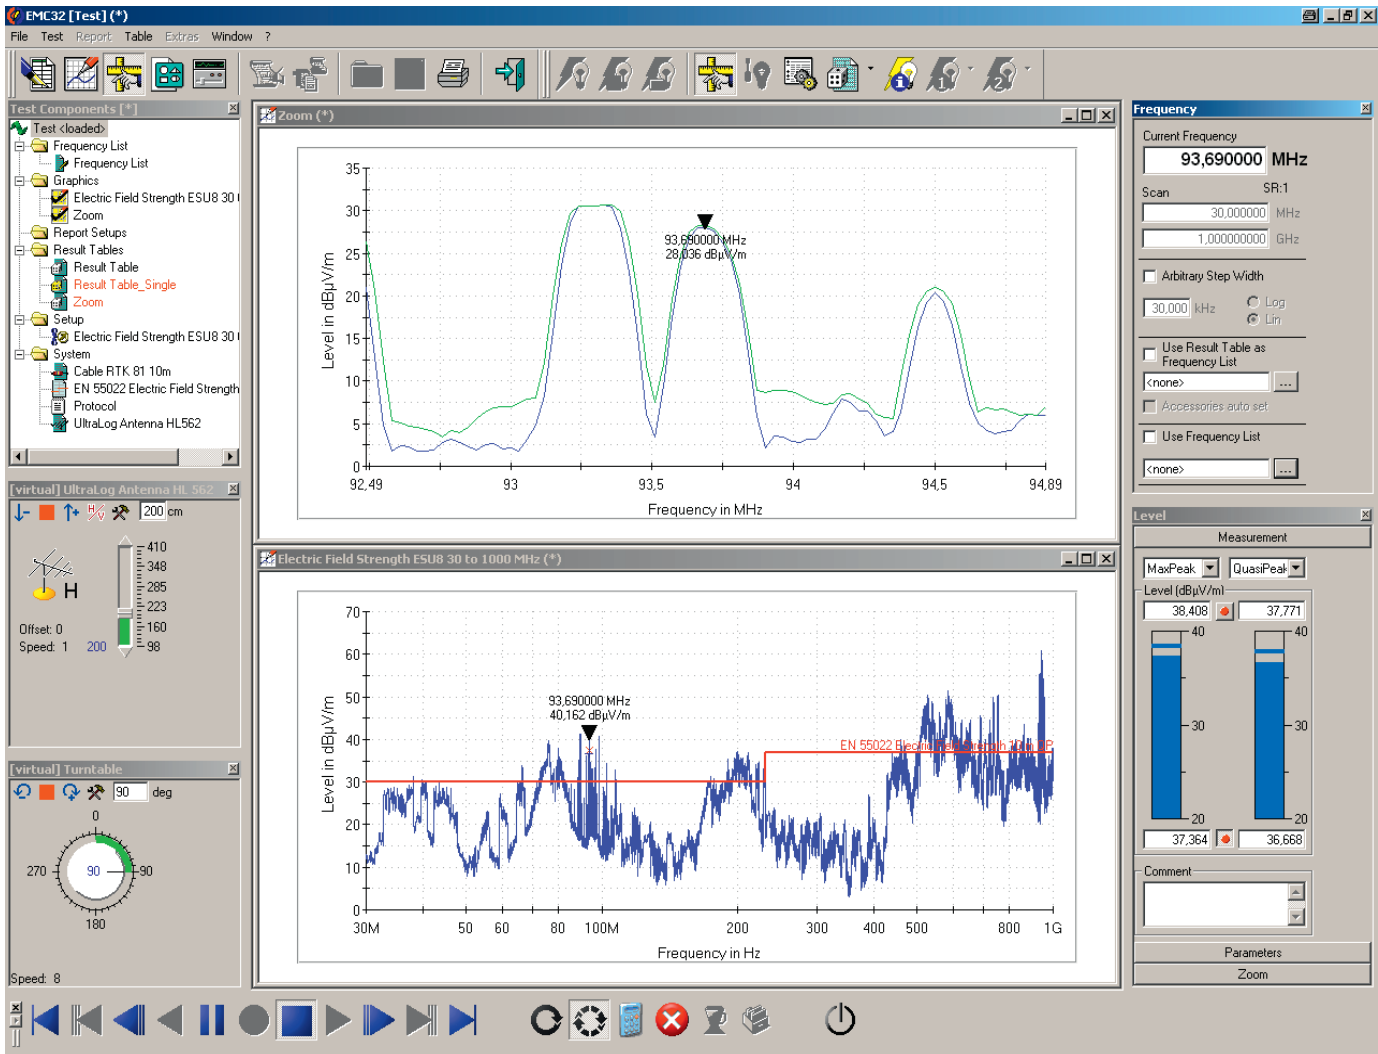 EMC32 [Test] (*)
File Test Report Table Extras Window ?
Test Components [*]
Test <loaded>
Frequency List
Frequency List
Graphics
Electric Field Strength ESU8 30
Zoom
Report Setups
Result Tables
Result Table
Result Table_Single
Zoom
Setup
Electric Field Strength ESU8 30
System
Cable RTK 81 10m
EN 55022 Electric Field Strength
Protocol
UltraLog Antenna HL562
[virtual] UltraLog Antenna HL 562
H/V
200 cm
410
348
285
223
160
98
H
Offset: 0
Speed: 1 200
[virtual] Turntable
90 deg
0
270 90 90
180
Speed: 8
Zoom (*)
Level in dBµV/m
35
30
25
20
15
10
5
0
93,690000 MHz
28,036 dBµV/m
92,49 93 93,5 94 94,5 94,89
Frequency in MHz
Electric Field Strength ESU8 30 to 1000 MHz (*)
Level in dBµV/m
70
60
50
40
30
20
10
0
93,690000 MHz
40,162 dBµV/m
EN 55022 Electric Field Strength 10 m QP
30M 50 60 80 100M 200 300 400 500 800 1G
Frequency in Hz
Frequency
Current Frequency
93,690000 MHz
Scan SR:1
30,000000 MHz
1,000000000 GHz
Arbitrary Step Width
30,000 kHz
Log
Lin
Use Result Table as
Frequency List
<none> ...
Accessories auto set
Use Frequency List
<none> ...
Level
Measurement
MaxPeak QuasiPeak
Level (dBµV/m)
38,408 37,771
40 40
30 30
20 20
37,364 36,668
Comment
Parameters
Zoom